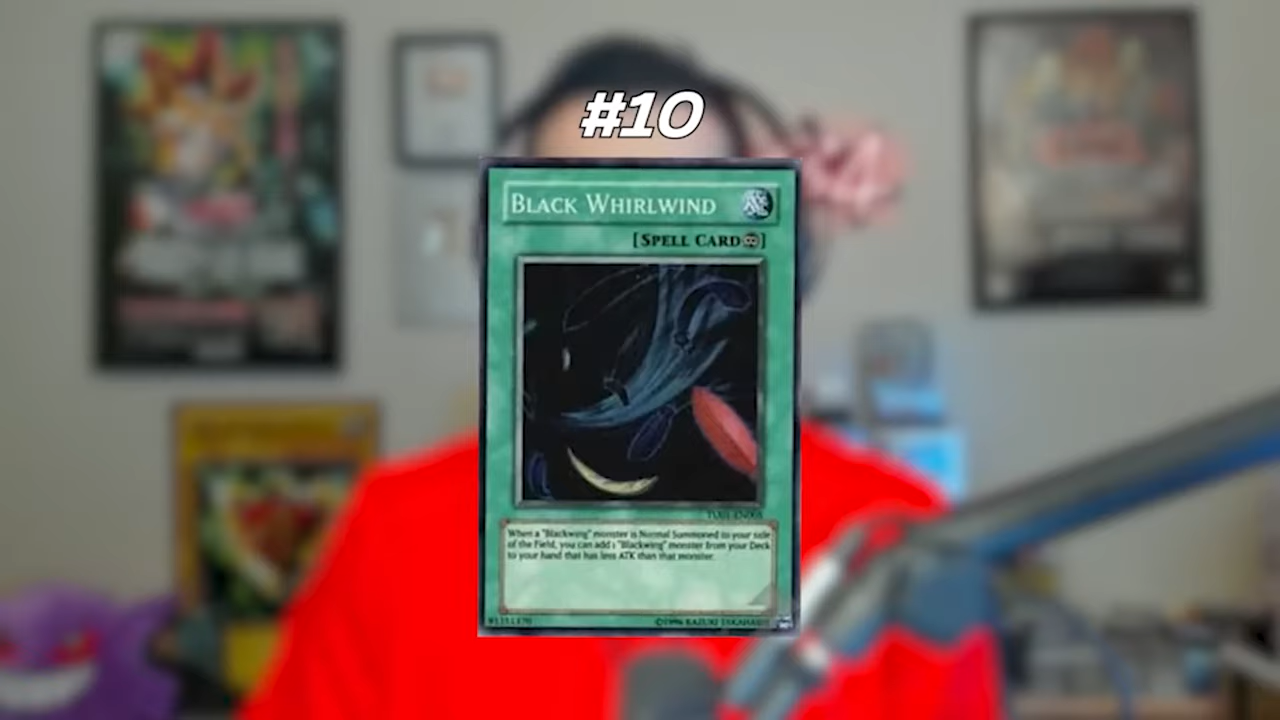 #10
BLACK WHIRLWIND
[SPELL CARD]
When a "Blackwing" monster is Normal Summoned to your side
of the Field, you can add 1 "Blackwing" monster from your Deck
to your hand that has less ATK than that monster.
©1996 KAZUKI TAKAHASHI